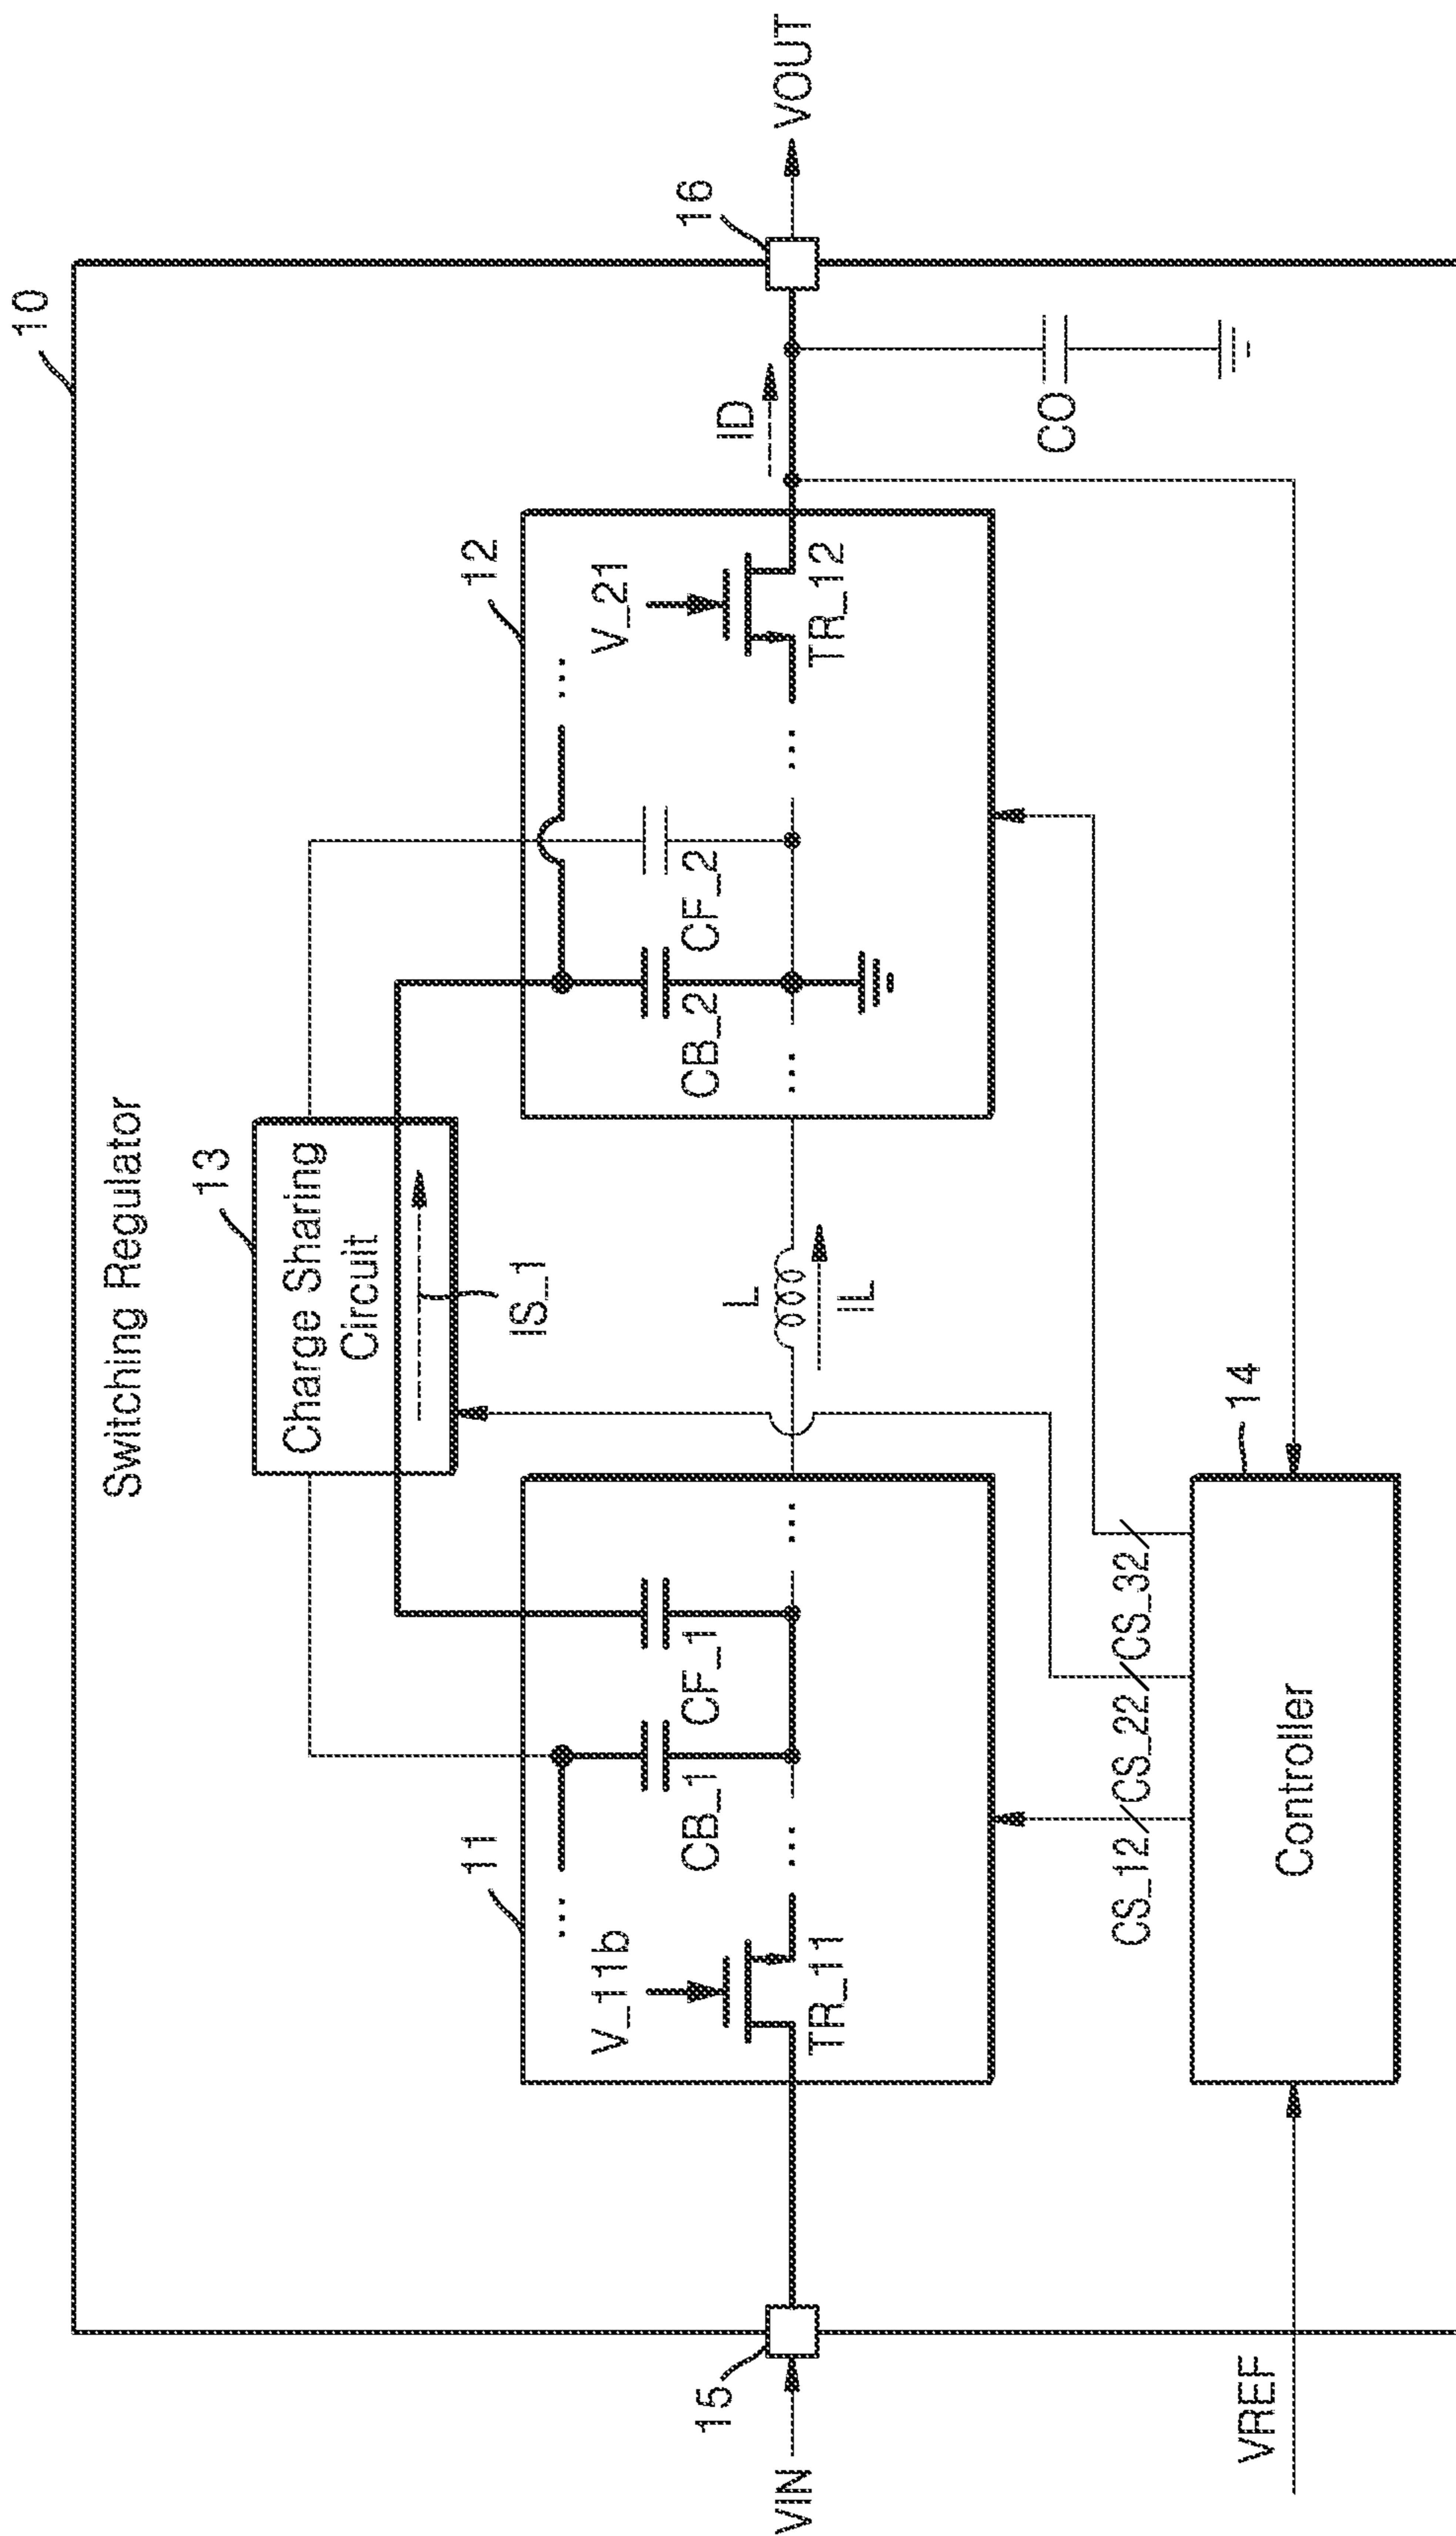 10
Switching Regulator
13
Charge Sharing
Circuit
IS_1
11
12
V_11b
V_21
CB_1
CF_1
CB_2
CF_2
15
16
VIN
TR_11
L
IL
TR_12
ID
VOUT
CO
CS_12
CS_22
CS_32
14
VREF
Controller